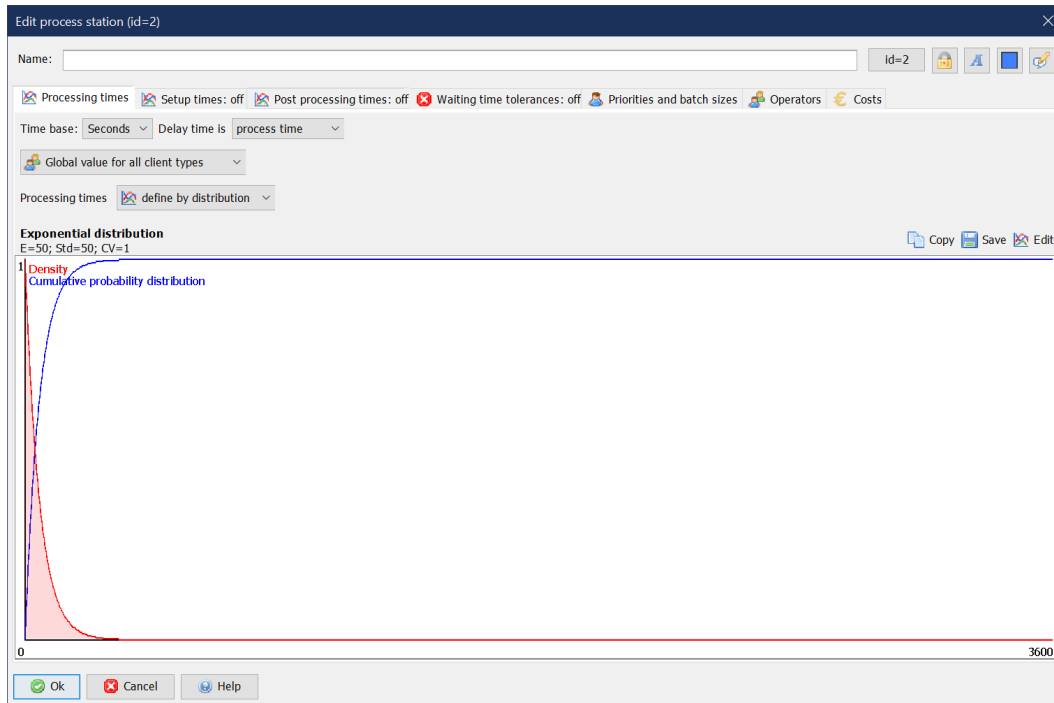 Edit process station (id=2)
Name:
id=2
A
Processing times Setup times: off Post processing times: off Waiting time tolerances: off Priorities and batch sizes Operators € Costs
Time base: Seconds Delay time is process time
Global value for all client types
Processing times define by distribution
Exponential distribution
E=50; Std=50; CV=1
Copy Save Edit
1
Density
Cumulative probability distribution
0 3600
Ok Cancel Help